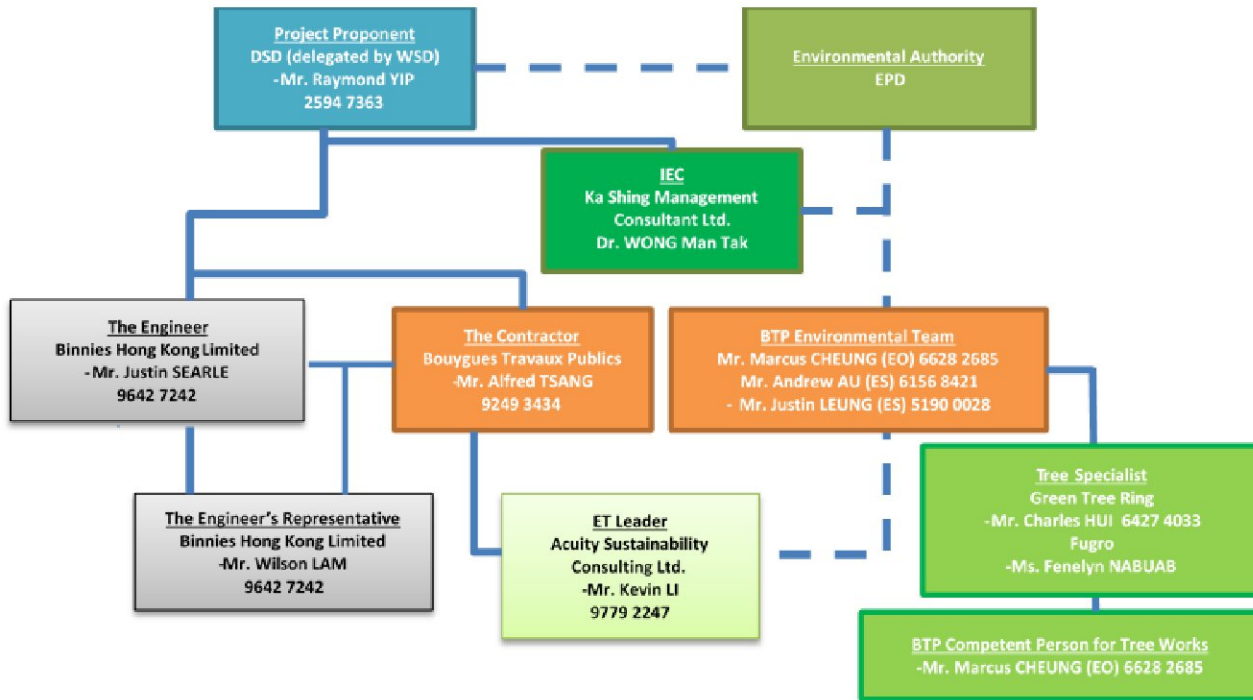 Project Proponent
DSD (delegated by WSD)
-Mr. Raymond YIP
2594 7363
Environmental Authority
EPD
IEC
Ka Shing Management
Consultant Ltd.
Dr. WONG Man Tak
The Engineer
Binnies Hong Kong Limited
-Mr. Justin SEARLE
9642 7242
The Contractor
Bouygues Travaux Publics
-Mr. Alfred TSANG
9249 3434
BTP Environmental Team
Mr. Marcus CHEUNG (EO) 6628 2685
Mr. Andrew AU (ES) 6156 8421
- Mr. Justin LEUNG (ES) 5190 0028
The Engineer's Representative
Binnies Hong Kong Limited
-Mr. Wilson LAM
9642 7242
ET Leader
Acuity Sustainability
Consulting Ltd.
-Mr. Kevin LI
9779 2247
Tree Specialist
Green Tree Ring
-Mr. Charles HUI 6427 4033
Fugro
-Ms. Fenelyn NABUAB
BTP Competent Person for Tree Works
-Mr. Marcus CHEUNG (EO) 6628 2685